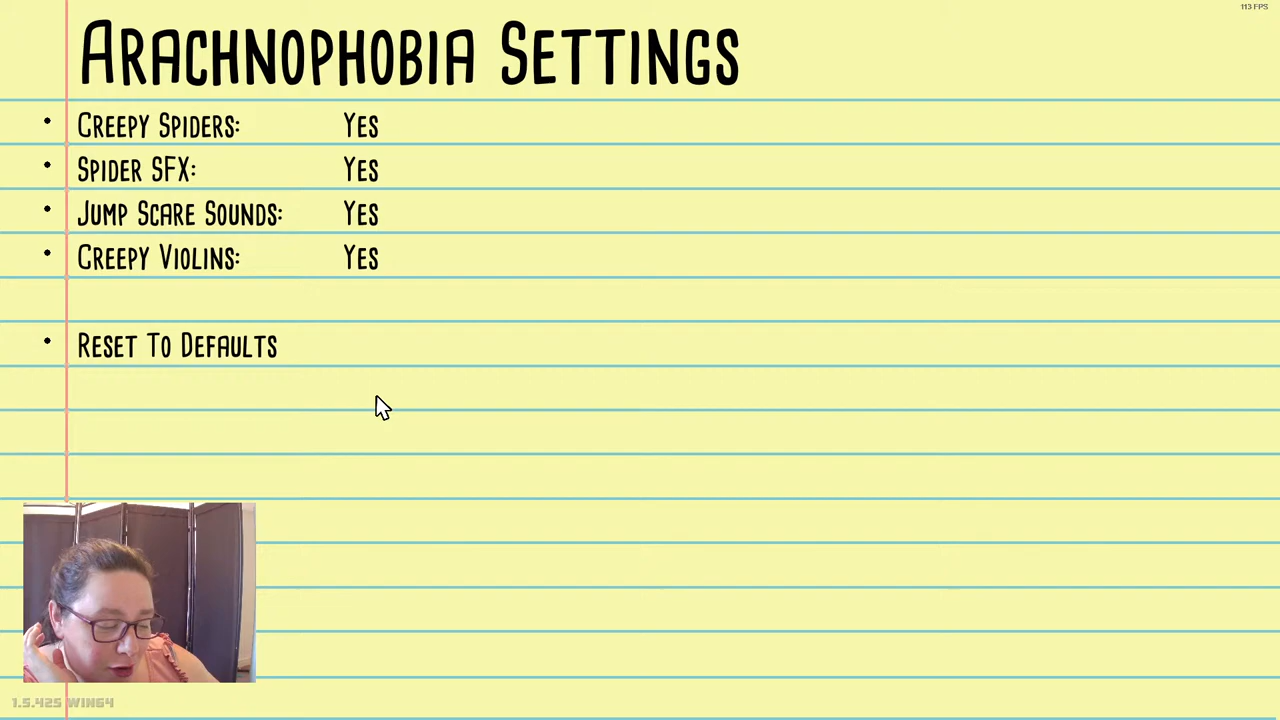 113 FPS
Arachnophobia Settings
• Creepy Spiders: Yes
• Spider SFX: Yes
• Jump Scare Sounds: Yes
• Creepy Violins: Yes
• Reset To Defaults
1.5.425 WIN64